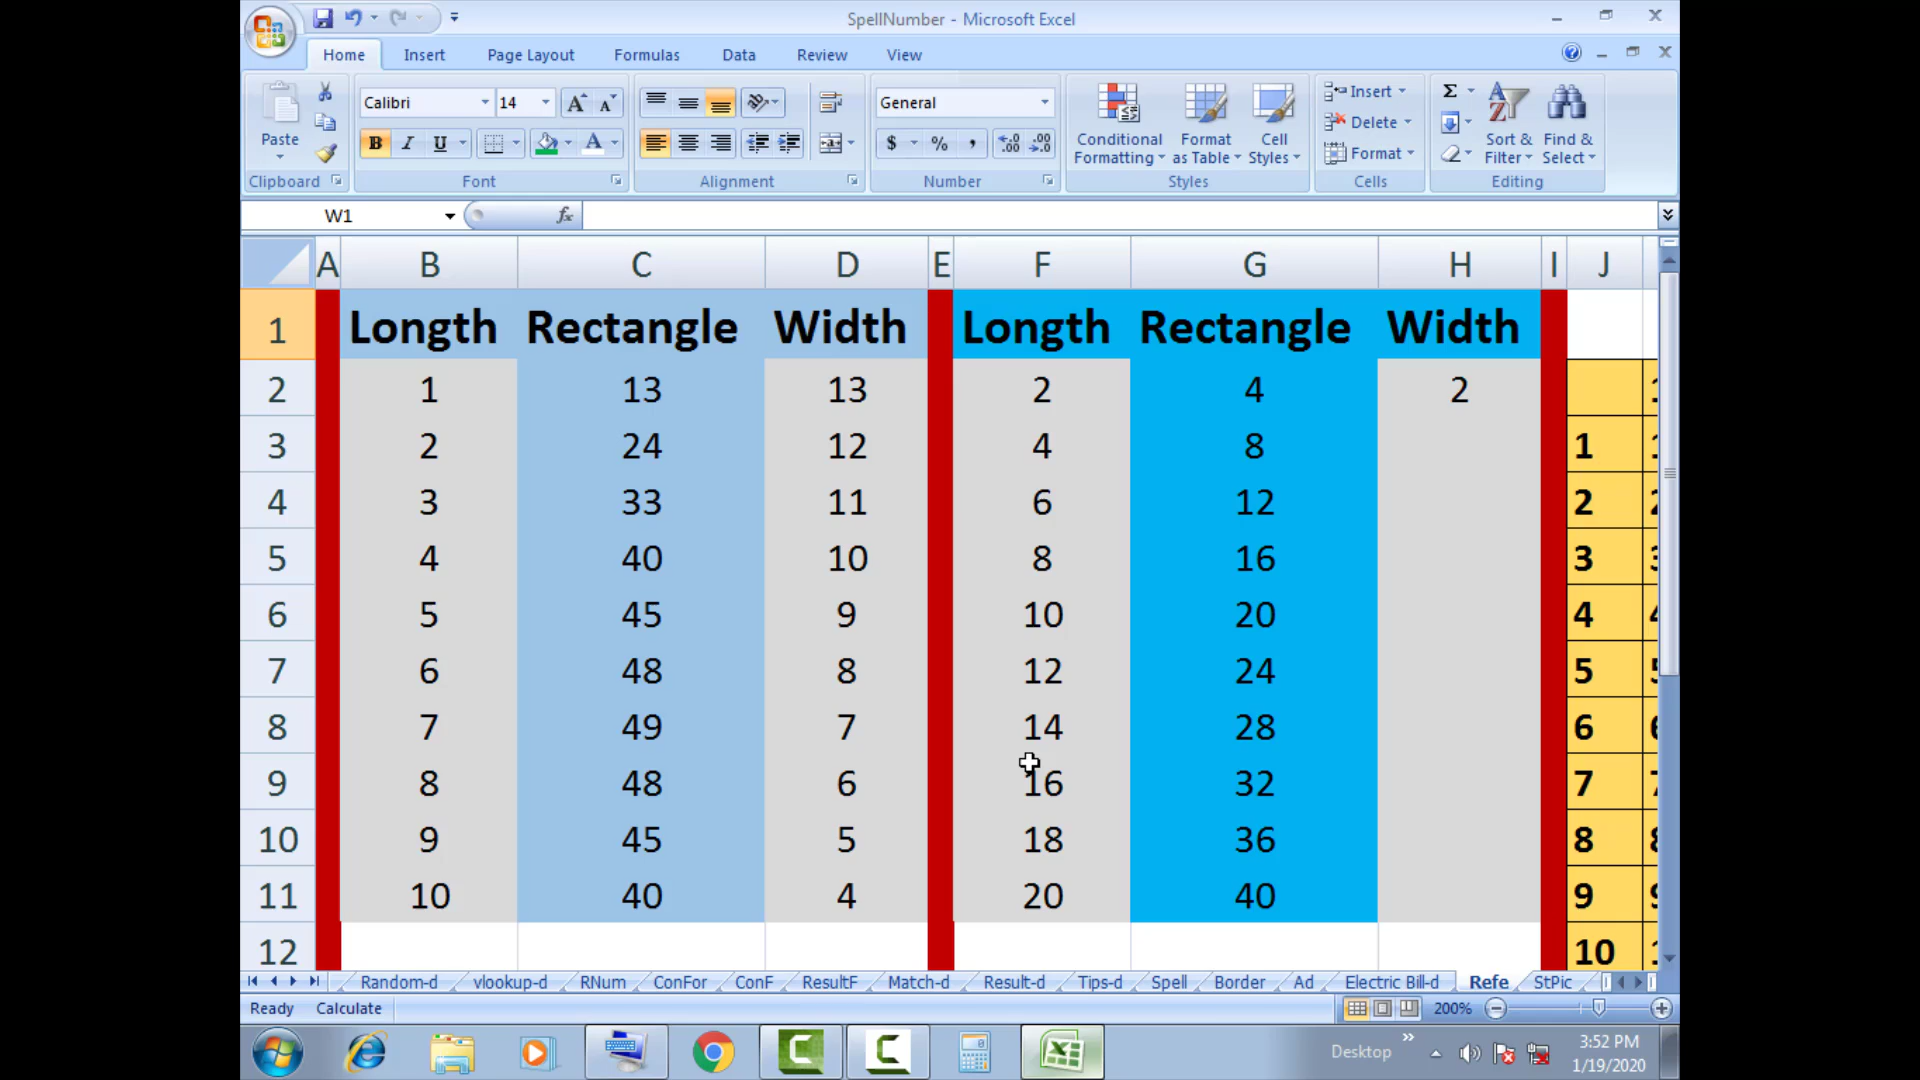 SpellNumber - Microsoft Excel
Home Insert Page Layout Formulas Data Review View
Paste
Clipboard
Calibri 14
B I U A
Font
Alignment
General
$ % ,
Number
Conditional Formatting
Format as Table
Cell Styles
Styles
Insert
Delete
Format
Cells
Σ
Sort & Filter
Find & Select
Editing
W1 fx
A B C D E F G H I J
1 Longth Rectangle Width Longth Rectangle Width
2 1 13 13 2 4 2
3 2 24 12 4 8 1
4 3 33 11 6 12 2
5 4 40 10 8 16 3
6 5 45 9 10 20 4
7 6 48 8 12 24 5
8 7 49 7 14 28 6
9 8 48 6 16 32 7
10 9 45 5 18 36 8
11 10 40 4 20 40 9
12 10
Random-d vlookup-d RNum ConFor ConF ResultF Match-d Result-d Tips-d Spell Border Ad Electric Bill-d Refe StPic
Ready Calculate 200%
Desktop 3:52 PM
1/19/2020